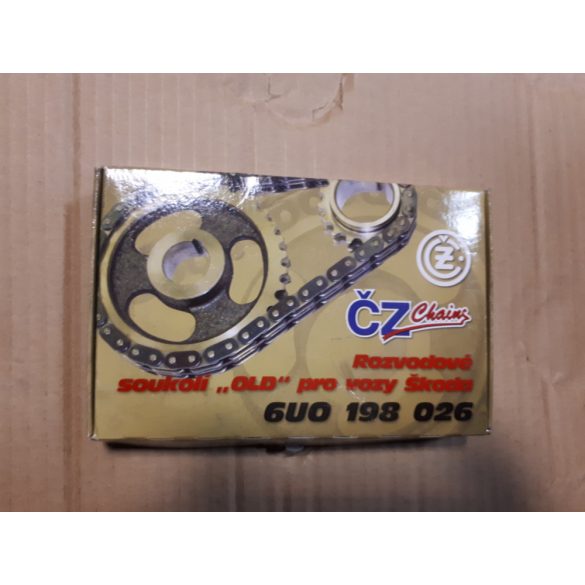 ČZ
ČZ Chains
Rozvodové
soukolí „OLD" pro vozy Škoda
6U0 198 026